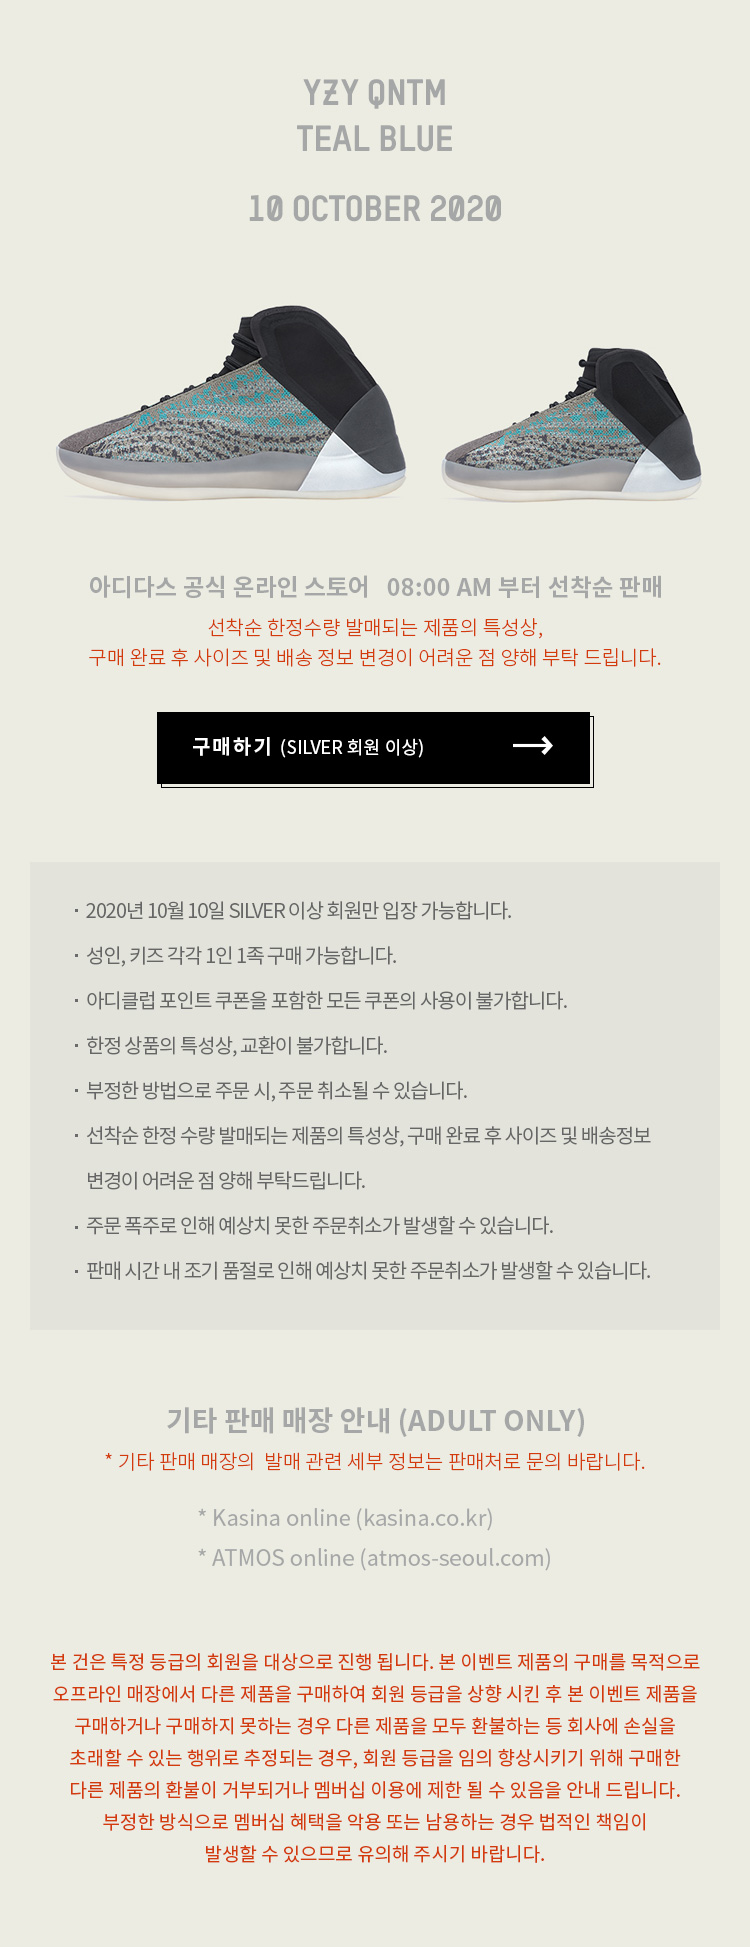 YZY QNTM
TEAL BLUE
10 OCTOBER 2020
아디다스 공식 온라인 스토어 08:00 AM 부터 선착순 판매
선착순 한정수량 발매되는 제품의 특성상,
구매 완료 후 사이즈 및 배송 정보 변경이 어려운 점 양해 부탁 드립니다.
구매하기 (SILVER 회원 이상)
· 2020년 10월 10일 SILVER 이상 회원만 입장 가능합니다.
· 성인, 키즈 각각 1인 1족 구매 가능합니다.
· 아디클럽 포인트 쿠폰을 포함한 모든 쿠폰의 사용이 불가합니다.
· 한정 상품의 특성상, 교환이 불가합니다.
· 부정한 방법으로 주문 시, 주문 취소될 수 있습니다.
· 선착순 한정 수량 발매되는 제품의 특성상, 구매 완료 후 사이즈 및 배송정보
변경이 어려운 점 양해 부탁드립니다.
· 주문 폭주로 인해 예상치 못한 주문취소가 발생할 수 있습니다.
· 판매 시간 내 조기 품절로 인해 예상치 못한 주문취소가 발생할 수 있습니다.
기타 판매 매장 안내 (ADULT ONLY)
* 기타 판매 매장의 발매 관련 세부 정보는 판매처로 문의 바랍니다.
* Kasina online (kasina.co.kr)
* ATMOS online (atmos-seoul.com)
본 건은 특정 등급의 회원을 대상으로 진행 됩니다. 본 이벤트 제품의 구매를 목적으로
오프라인 매장에서 다른 제품을 구매하여 회원 등급을 상향 시킨 후 본 이벤트 제품을
구매하거나 구매하지 못하는 경우 다른 제품을 모두 환불하는 등 회사에 손실을
초래할 수 있는 행위로 추정되는 경우, 회원 등급을 임의 향상시키기 위해 구매한
다른 제품의 환불이 거부되거나 멤버십 이용에 제한 될 수 있음을 안내 드립니다.
부정한 방식으로 멤버십 혜택을 악용 또는 남용하는 경우 법적인 책임이
발생할 수 있으므로 유의해 주시기 바랍니다.